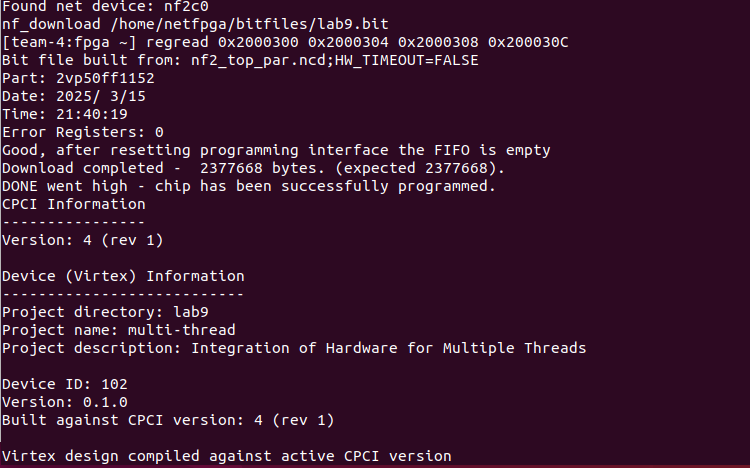 Found net device: nf2c0
nf_download /home/netfpga/bitfiles/lab9.bit
[team-4:fpga ~] regread 0x2000300 0x2000304 0x2000308 0x200030C
Bit file built from: nf2_top_par.ncd;HW_TIMEOUT=FALSE
Part: 2vp50ff1152
Date: 2025/ 3/15
Time: 21:40:19
Error Registers: 0
Good, after resetting programming interface the FIFO is empty
Download completed -  2377668 bytes. (expected 2377668).
DONE went high - chip has been successfully programmed.
CPCI Information
----------------
Version: 4 (rev 1)
Device (Virtex) Information
---------------------------
Project directory: lab9
Project name: multi-thread
Project description: Integration of Hardware for Multiple Threads
Device ID: 102
Version: 0.1.0
Built against CPCI version: 4 (rev 1)
Virtex design compiled against active CPCI version